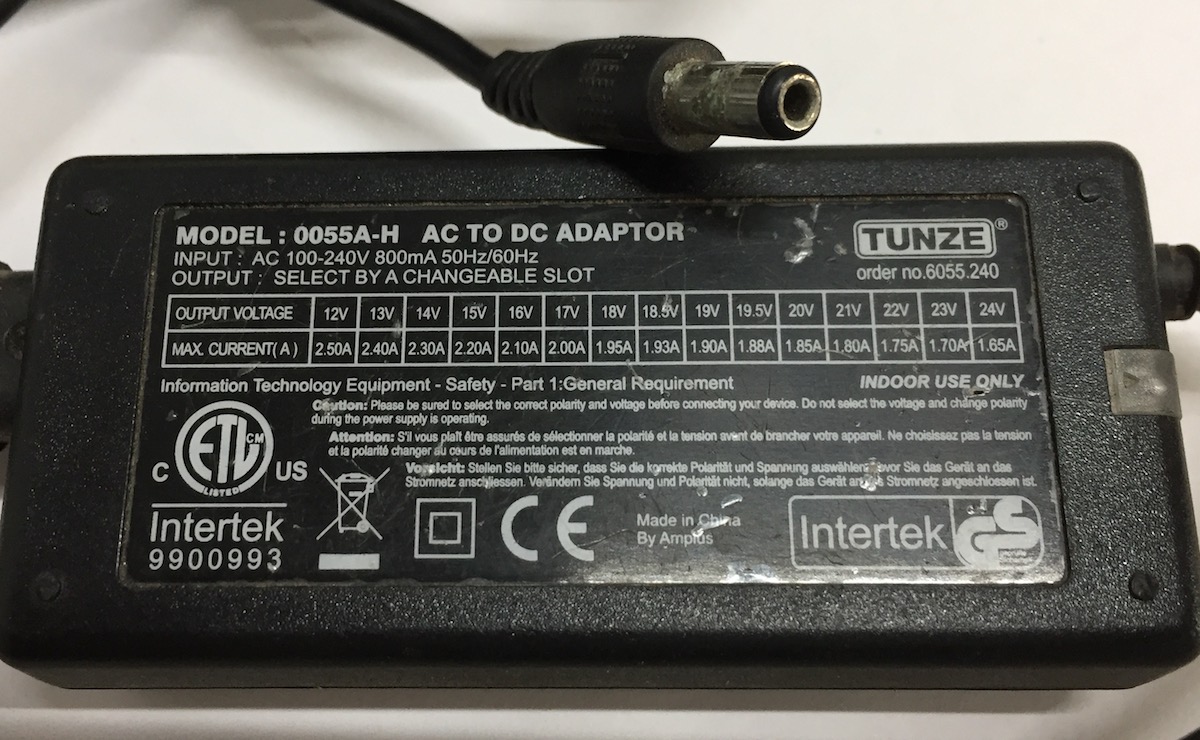 MODEL : 0055A-H AC TO DC ADAPTOR
INPUT : AC 100-240V 800mA 50Hz/60Hz
OUTPUT : SELECT BY A CHANGEABLE SLOT
TUNZE®
order no.6055.240
OUTPUT VOLTAGE 12V 13V 14V 15V 16V 17V 18V 18.5V 19V 19.5V 20V 21V 22V 23V 24V
MAX. CURRENT( A ) 2.50A 2.40A 2.30A 2.20A 2.10A 2.00A 1.95A 1.93A 1.90A 1.88A 1.85A 1.80A 1.75A 1.70A 1.65A
Information Technology Equipment - Safety - Part 1:General Requirement
INDOOR USE ONLY
Caution: Please be sured to select the correct polarity and voltage before connecting your device. Do not select the voltage and change polarity
during the power supply is operating.
Attention: S'il vous plaît être assurés de sélectionner la polarité et la tension avant de brancher votre appareil. Ne choisissez pas la tension
et la polarité changer au cours de l'alimentation est en marche.
Vorsicht: Stellen Sie bitte sicher, dass Sie die korrekte Polarität und Spannung auswählen bevor Sie das Gerät an das
Stromnetz anschliessen. Verändern Sie Spannung und Polarität nicht, solange das Gerät am Stromnetz angeschlossen ist.
ETL CM
LISTED
C US
Intertek
9900993
CE
Made in China
By Amplus
Intertek GS